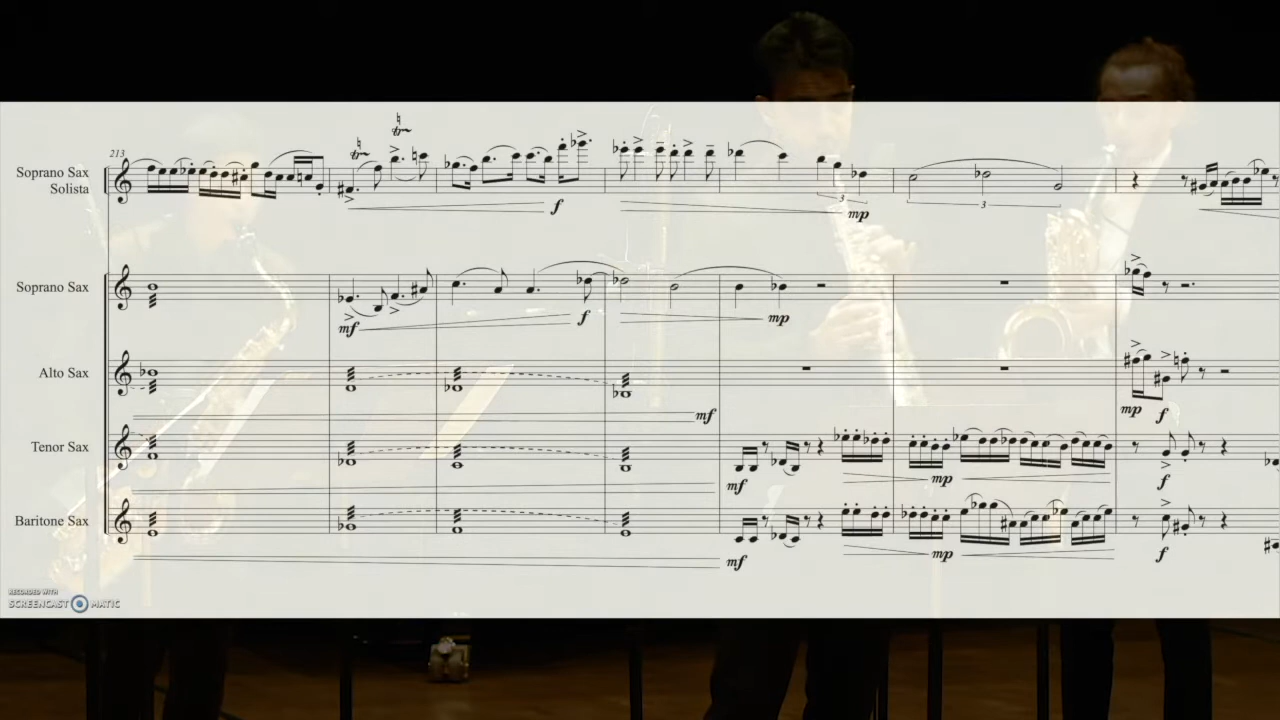 213
Soprano Sax
Solista
f
mp
3
3
Soprano Sax
mf
f
mp
Alto Sax
mf
mp
f
Tenor Sax
mf
mp
f
Baritone Sax
mf
mp
f
RECORDED WITH
SCREENCAST MATIC